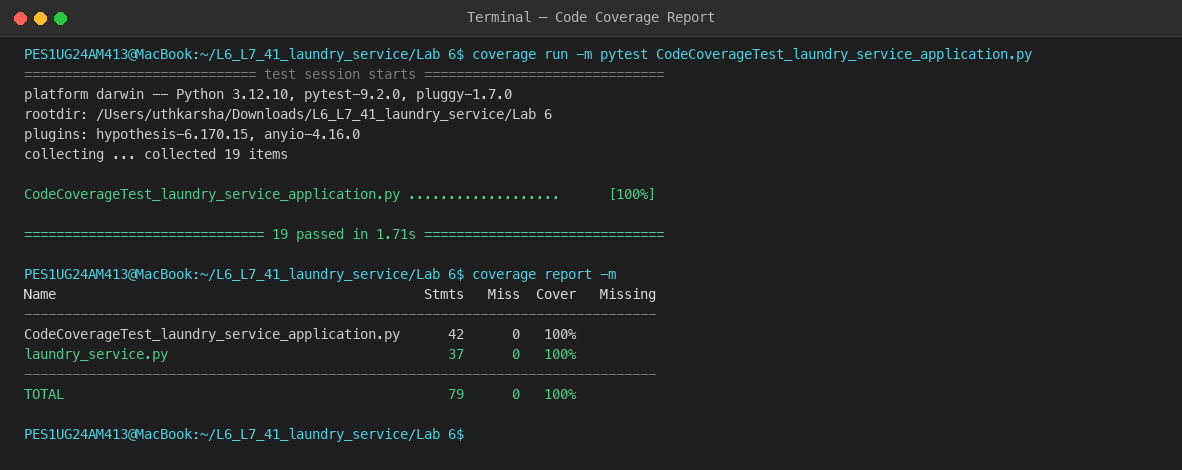 Terminal — Code Coverage Report
PES1UG24AM413@MacBook:~/L6_L7_41_laundry_service/Lab 6$ coverage run -m pytest CodeCoverageTest_laundry_service_application.py
============================= test session starts ==============================
platform darwin -- Python 3.12.10, pytest-9.2.0, pluggy-1.7.0
rootdir: /Users/uthkarsha/Downloads/L6_L7_41_laundry_service/Lab 6
plugins: hypothesis-6.170.15, anyio-4.16.0
collecting ... collected 19 items
CodeCoverageTest_laundry_service_application.py ................... [100%]
============================== 19 passed in 1.71s ==============================
PES1UG24AM413@MacBook:~/L6_L7_41_laundry_service/Lab 6$ coverage report -m
Name Stmts Miss Cover Missing
-------------------------------------------------------------------------------
CodeCoverageTest_laundry_service_application.py 42 0 100%
laundry_service.py 37 0 100%
-------------------------------------------------------------------------------
TOTAL 79 0 100%
PES1UG24AM413@MacBook:~/L6_L7_41_laundry_service/Lab 6$